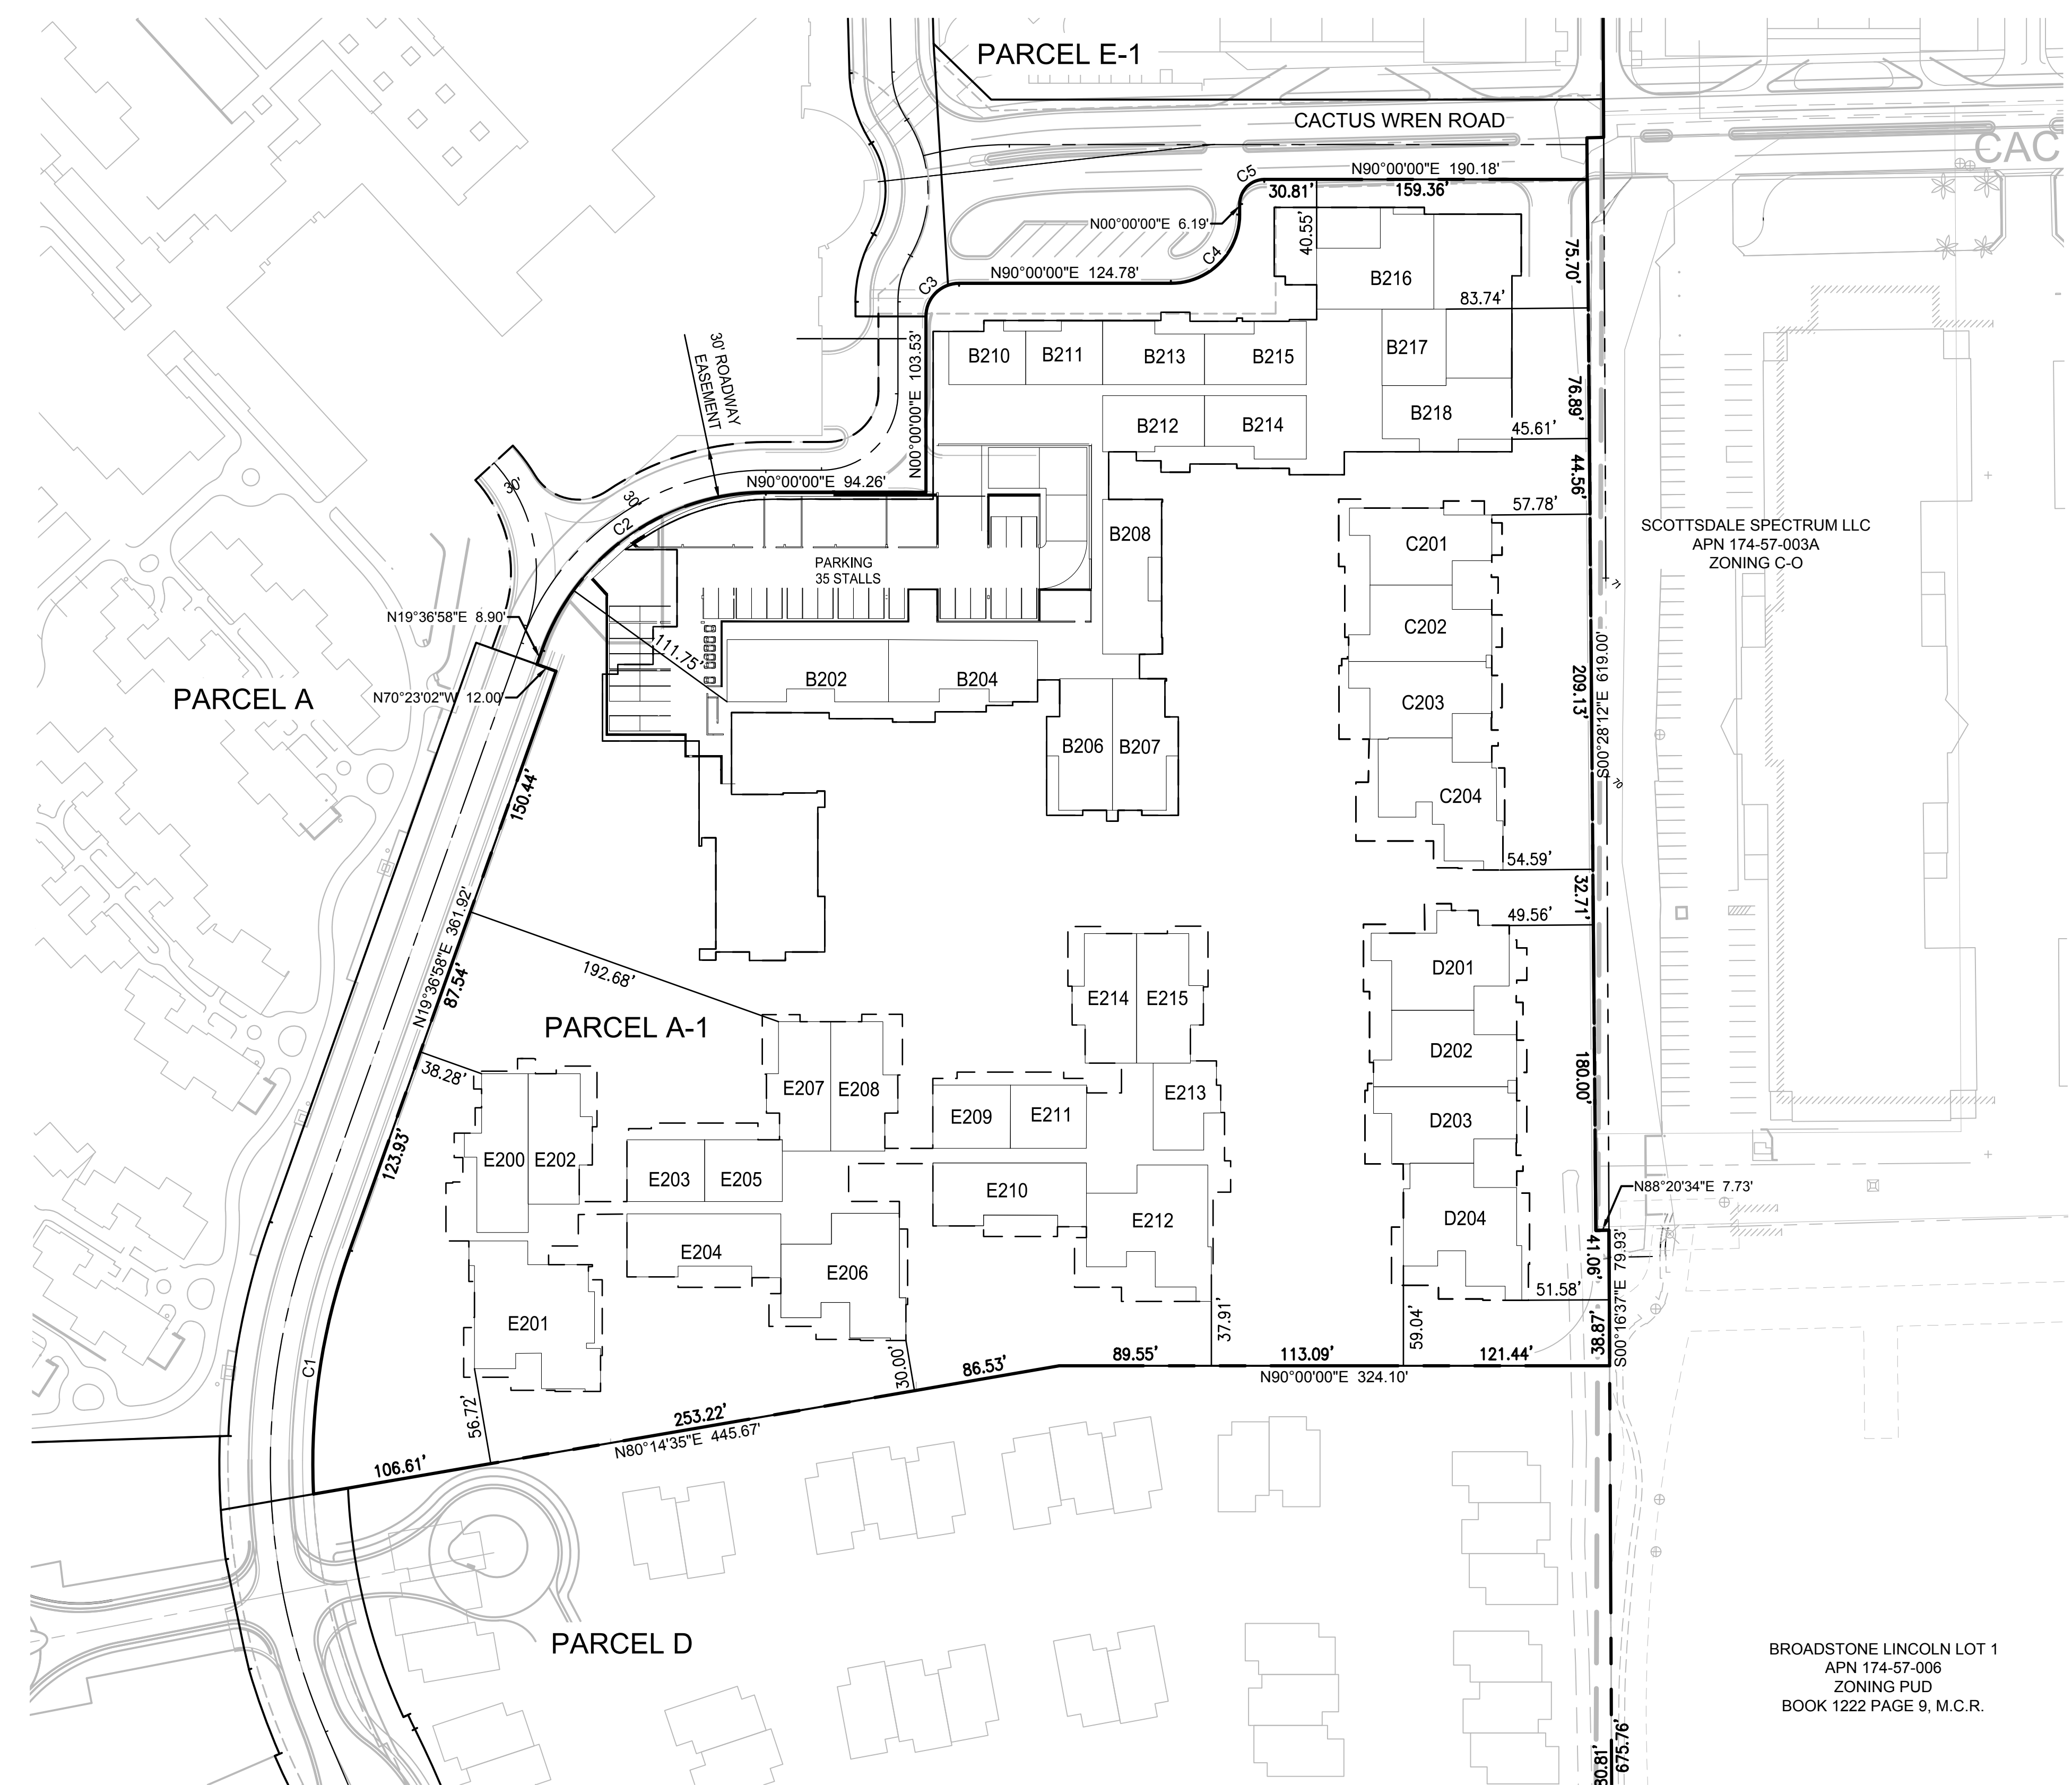 PARCEL E-1
CACTUS WREN ROAD
CAC
C5
N90°00'00"E 190.18'
30.81'
159.36'
N00°00'00"E 6.19'
40.55'
75.70'
C4
N90°00'00"E 124.78'
C3
B216
83.74'
30' ROADWAY
EASEMENT
N00°00'00"E 103.53'
B210
B211
B213
B215
B217
76.89'
B212
B214
B218
45.61'
44.56'
N90°00'00"E 94.26'
30'
30'
C2
57.78'
B208
C201
SCOTTSDALE SPECTRUM LLC
APN 174-57-003A
ZONING C-O
PARKING
35 STALLS
71
N19°36'58"E 8.90'
C202
111.75'
S00°28'12"E 619.00'
209.13'
B202
B204
C203
PARCEL A
N70°23'02"W 12.00'
B206
B207
70
150.44'
C204
54.59'
32.71'
N19°36'58"E 361.92'
87.54'
49.56'
192.68'
D201
E214
E215
PARCEL A-1
D202
180.00'
38.28'
E207
E208
E213
E209
E211
D203
123.93'
E200
E202
E203
E205
E210
N88°20'34"E 7.73'
E212
D204
E204
E206
41.06'
S00°16'37"E 79.93'
51.58'
E201
37.91'
59.04'
38.87'
C1
30.00'
86.53'
89.55'
113.09'
121.44'
N90°00'00"E 324.10'
56.72'
253.22'
N80°14'35"E 445.67'
106.61'
PARCEL D
BROADSTONE LINCOLN LOT 1
APN 174-57-006
ZONING PUD
BOOK 1222 PAGE 9, M.C.R.
675.76'